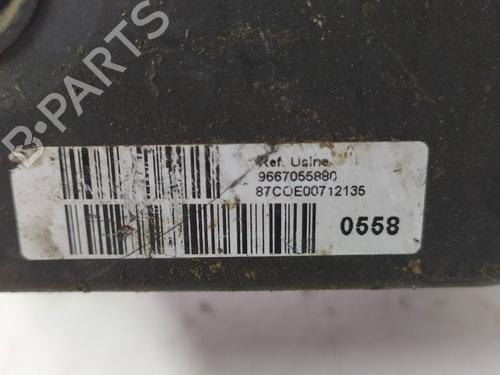 B-PARTS
Ref. Usine
9667055880
87COE00712135
0558